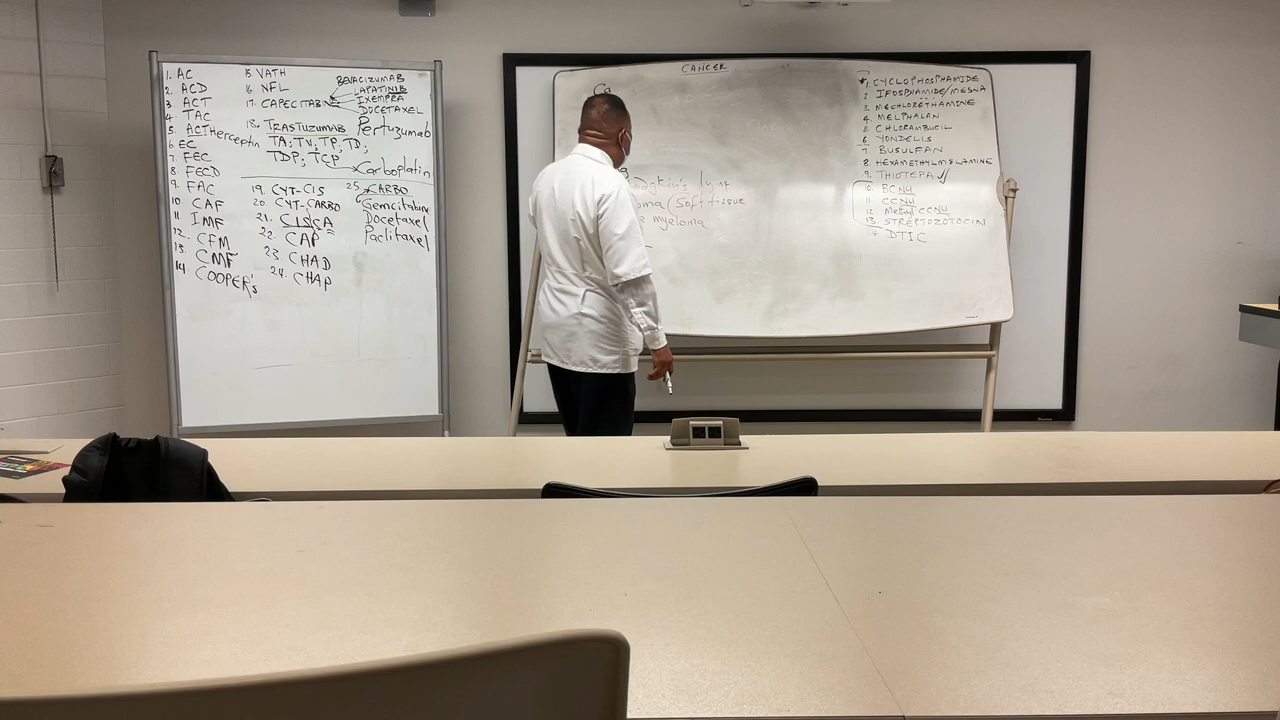 1. AC
2. ACD
3 ACT
4 TAC
5. ACTHerceptin
6 EC
7. FEC
8 FECD
9. FAC
10. CAF
11 IMF
12. CFM
13. CMF
14 COOPER's
15. VATH
16. NFL
17. CAPECITABINE
BEVACIZUMAB
LAPATINIB
IXEMPRA
DOCETAXEL
18. TRASTUZUMAB Pertuzumab
TA, TV, TP, TD,
TDP, TCP Carboplatin
19. CYT-CIS
20. CYT-CARBO
21. CISCA
22. CAP
23. CHAD
24. CHAP
25 CARBO
Gemcitabine
Docetaxel
Paclitaxel
CANCER
Ca
odgkin's lym
oma (Soft tissue
myeloma
1. CYCLOPHOSPHAMIDE
2 IFOSPHAMIDE/MESNA
3. MECHLORETHAMINE
4. MELPHALAN
5 CHLORAMBUCIL
6. YONDELIS
7 BUSULFAN
8. HEXAMETHYLMELAMINE
9. THIOTEPA
10. BCNU
11 CCNU
12 Methyl CCNU
13 STREPTOZOTOCIN
4 DTIC